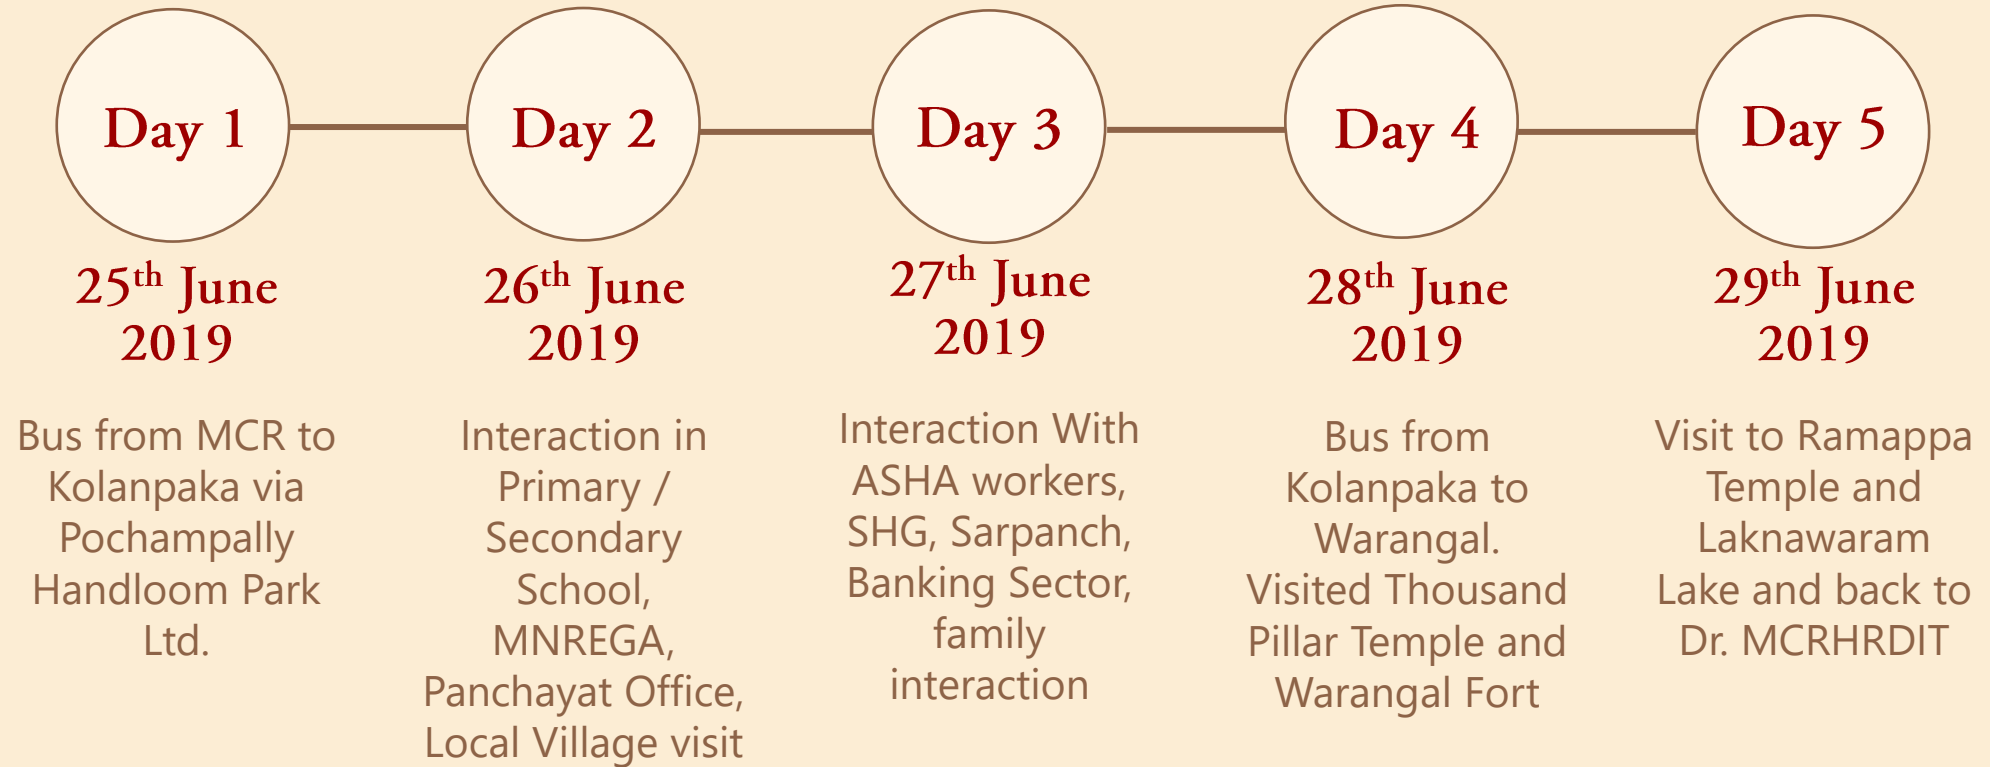 Day 1
25th June
2019
Bus from MCR to
Kolanpaka via
Pochampally
Handloom Park
Ltd.
Day 2
26th June
2019
Interaction in
Primary /
Secondary
School,
MNREGA,
Panchayat Office,
Local Village visit
Day 3
27th June
2019
Interaction With
ASHA workers,
SHG, Sarpanch,
Banking Sector,
family
interaction
Day 4
28th June
2019
Bus from
Kolanpaka to
Warangal.
Visited Thousand
Pillar Temple and
Warangal Fort
Day 5
29th June
2019
Visit to Ramappa
Temple and
Laknawaram
Lake and back to
Dr. MCRHRDIT